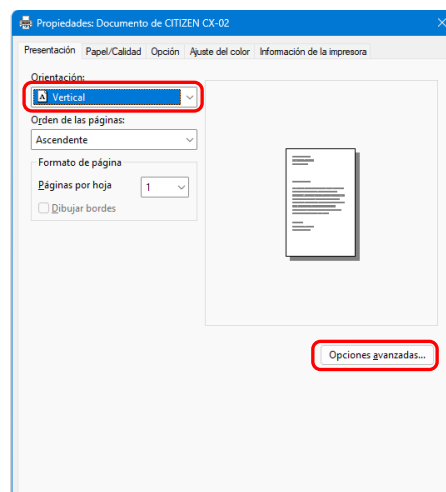 Propiedades: Documento de CITIZEN CX-02
Presentación Papel/Calidad Opción Ajuste del color Información de la impresora
Orientación:
A Vertical
Orden de las páginas:
Ascendente
Formato de página
Páginas por hoja 1
Dibujar bordes
Opciones avanzadas...